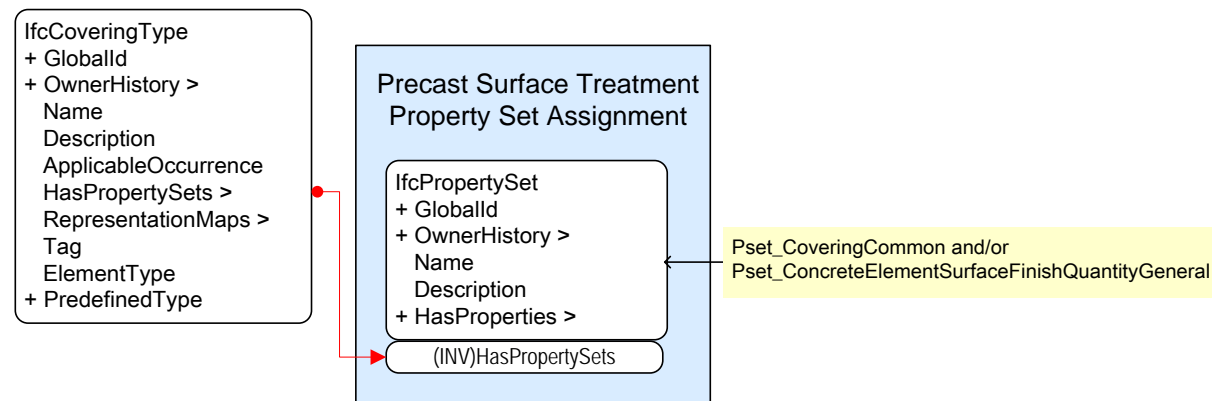 IfcCoveringType
+ GlobalId
+ OwnerHistory >
Name
Description
ApplicableOccurrence
HasPropertySets >
RepresentationMaps >
Tag
ElementType
+ PredefinedType
Precast Surface Treatment
Property Set Assignment
IfcPropertySet
+ GlobalId
+ OwnerHistory >
Name
Description
+ HasProperties >
(INV)HasPropertySets
Pset_CoveringCommon and/or
Pset_ConcreteElementSurfaceFinishQuantityGeneral